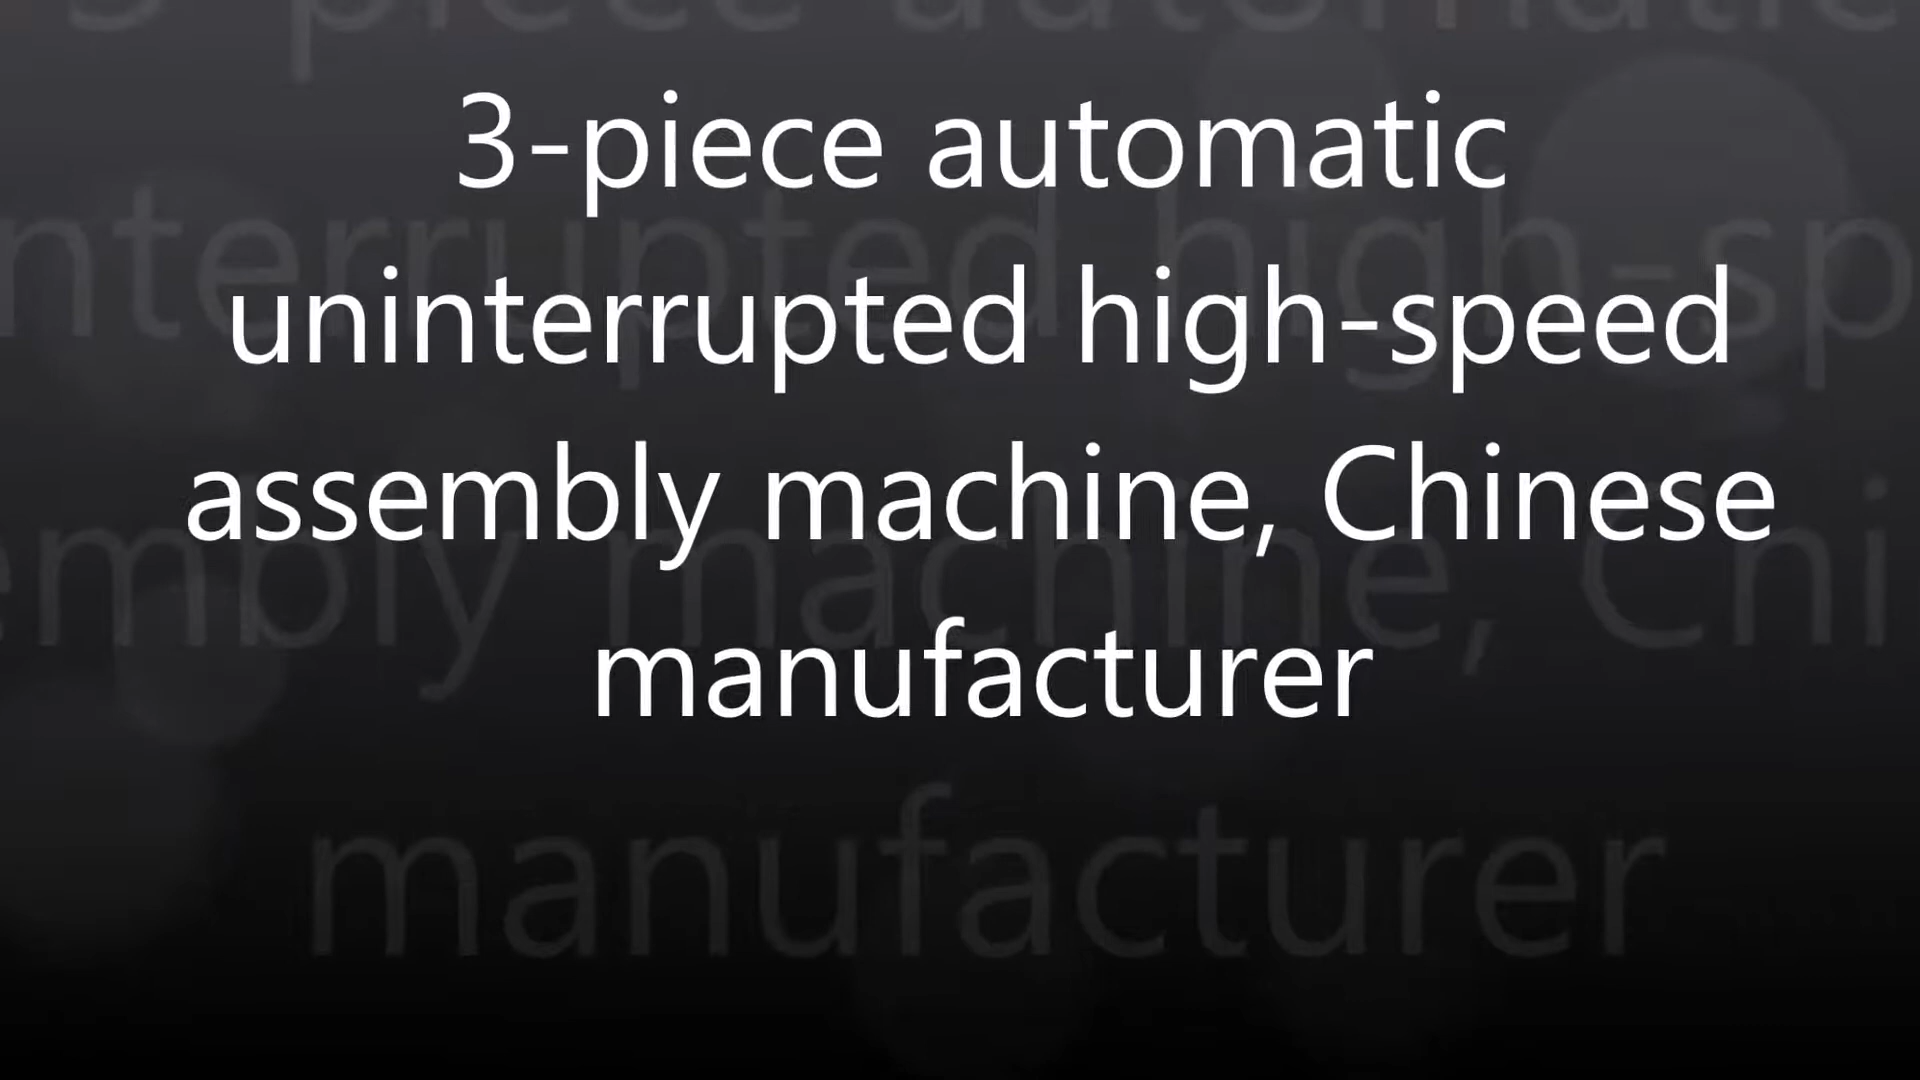 3-piece automatic
uninterrupted high-speed
assembly machine, Chinese
manufacturer